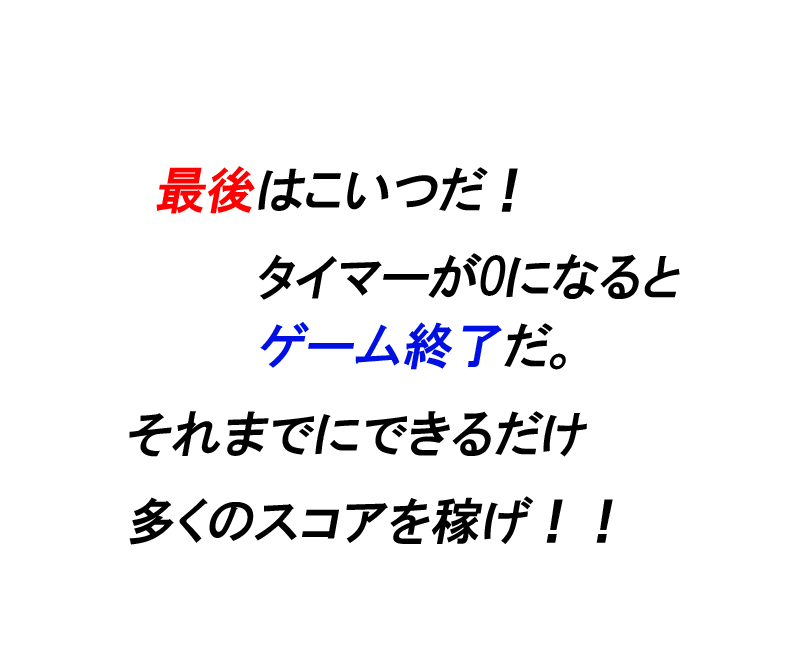 最後はこいつだ！
タイマーが0になると
ゲーム終了だ。
それまでにできるだけ
多くのスコアを稼げ！！